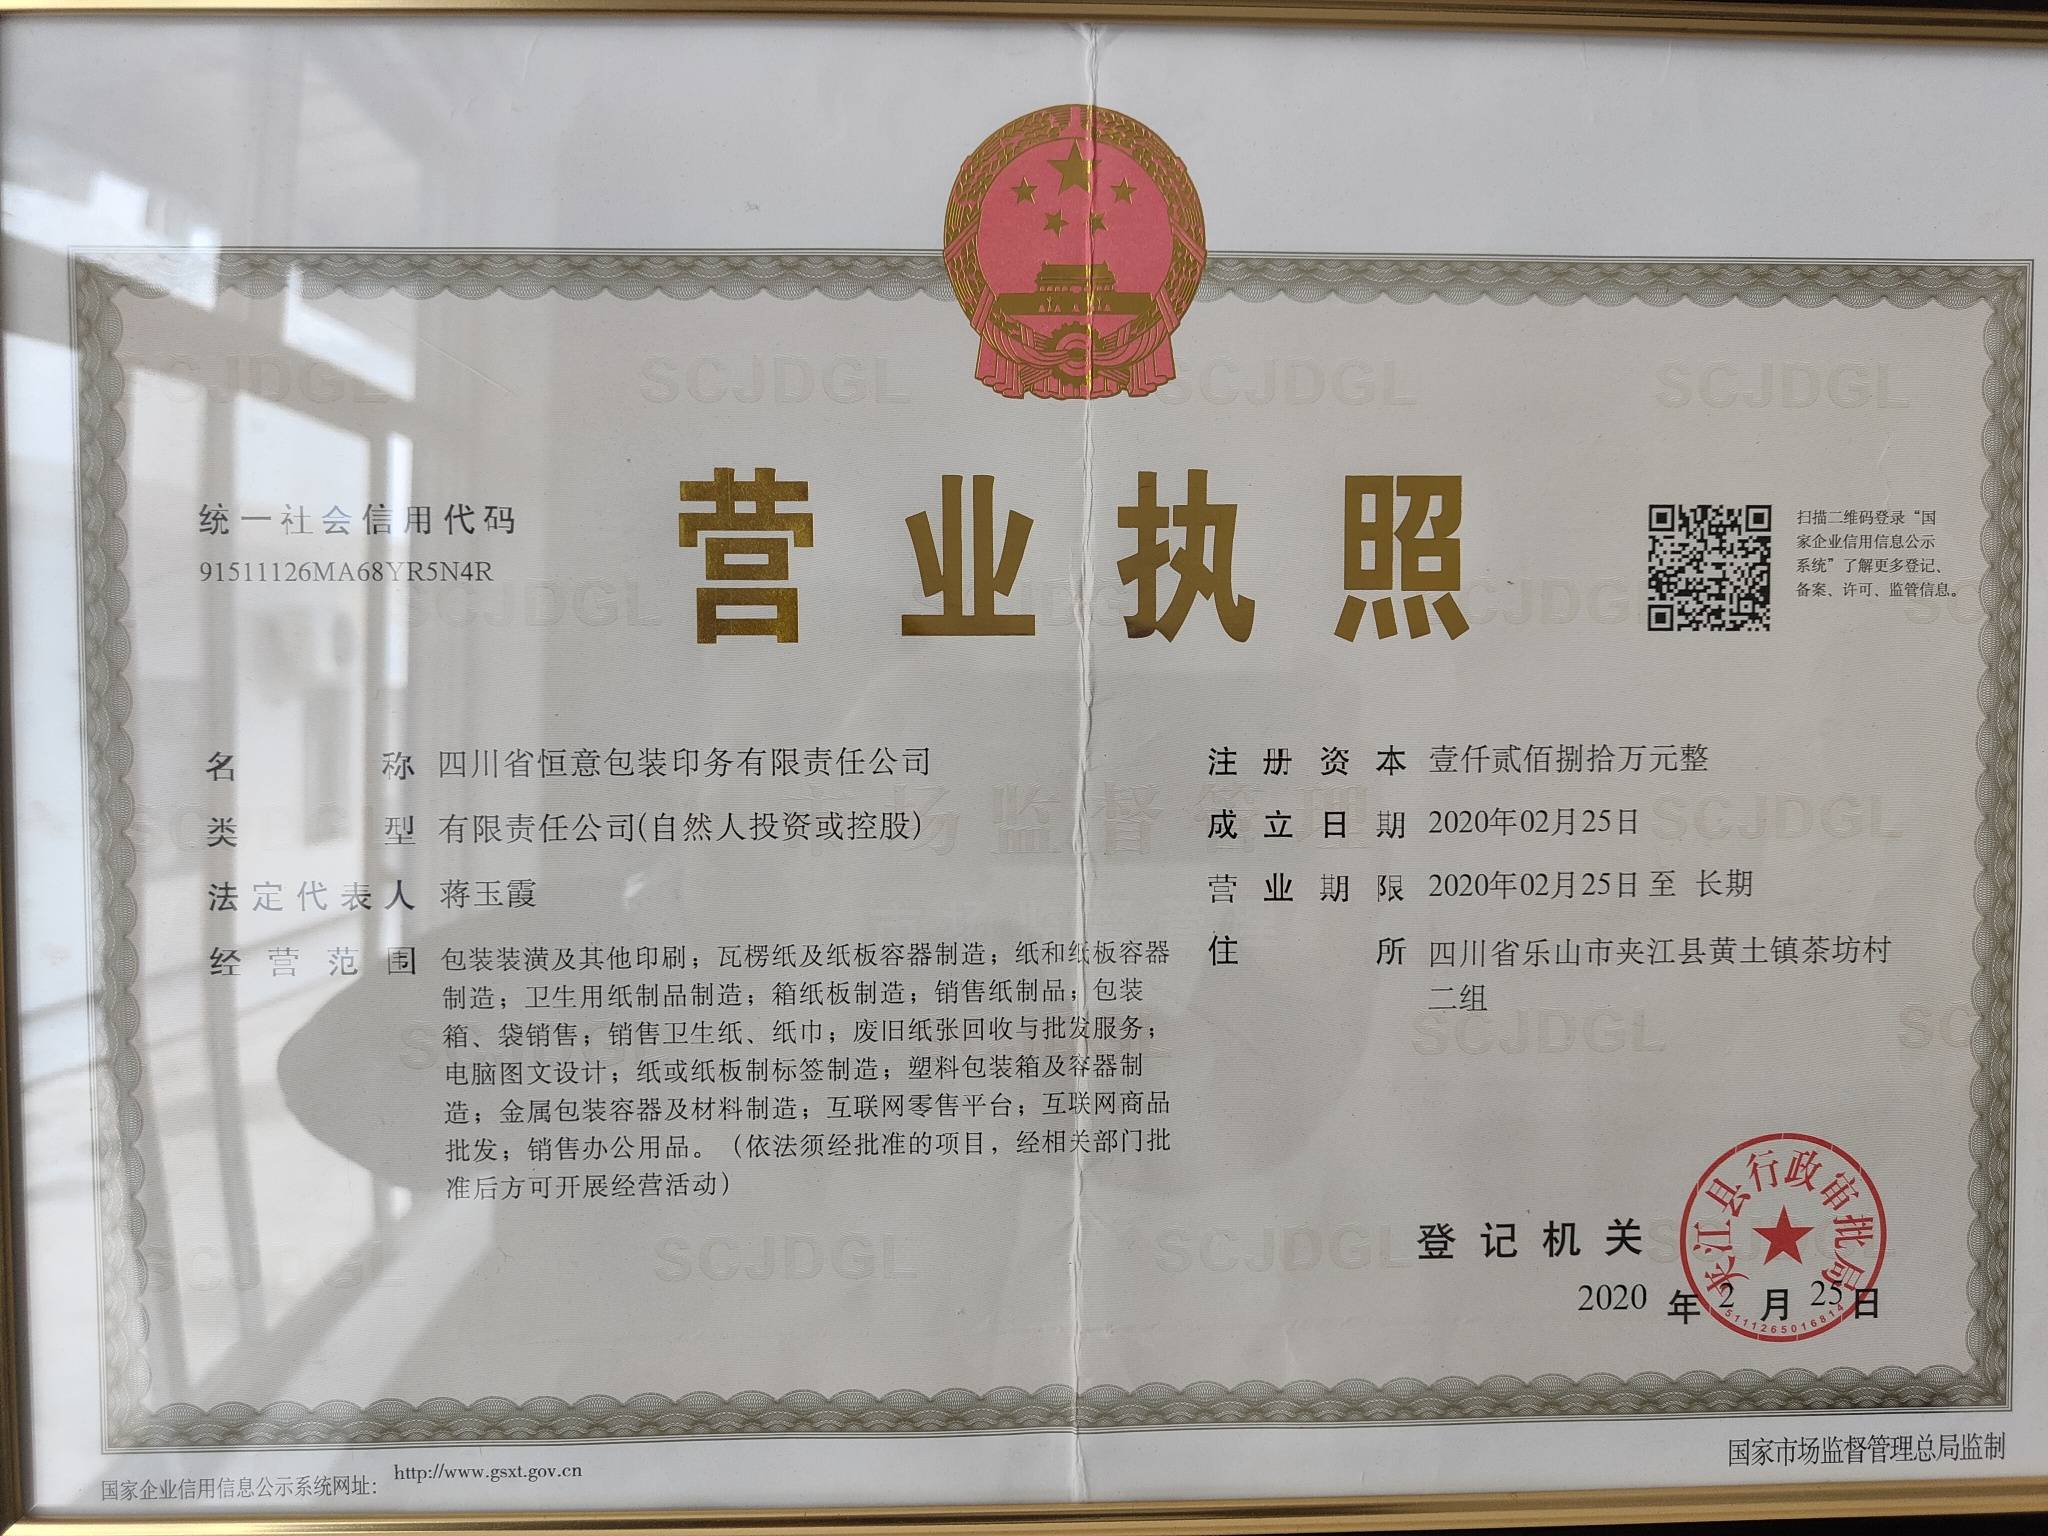 营业执照
统一社会信用代码
91511126MA68YR5N4R
扫描二维码登录“国
家企业信用信息公示
系统”了解更多登记、
备案、许可、监管信息。
名称 四川省恒意包装印务有限责任公司
类型 有限责任公司(自然人投资或控股)
法定代表人 蒋玉霞
经营范围 包装装潢及其他印刷；瓦楞纸及纸板容器制造；纸和纸板容器
制造；卫生用纸制品制造；箱纸板制造；销售纸制品；包装
箱、袋销售；销售卫生纸、纸巾；废旧纸张回收与批发服务；
电脑图文设计；纸或纸板制标签制造；塑料包装箱及容器制
造；金属包装容器及材料制造；互联网零售平台；互联网商品
批发；销售办公用品。（依法须经批准的项目，经相关部门批
准后方可开展经营活动）
注册资本 壹仟贰佰捌拾万元整
成立日期 2020年02月25日
营业期限 2020年02月25日至 长期
住所 四川省乐山市夹江县黄土镇茶坊村
二组
登记机关
夹江县行政审批局
5111265016814
2020 年 2 月 25 日
国家企业信用信息公示系统网址： http://www.gsxt.gov.cn
国家市场监督管理总局监制
SCJDGL
市场监督管理